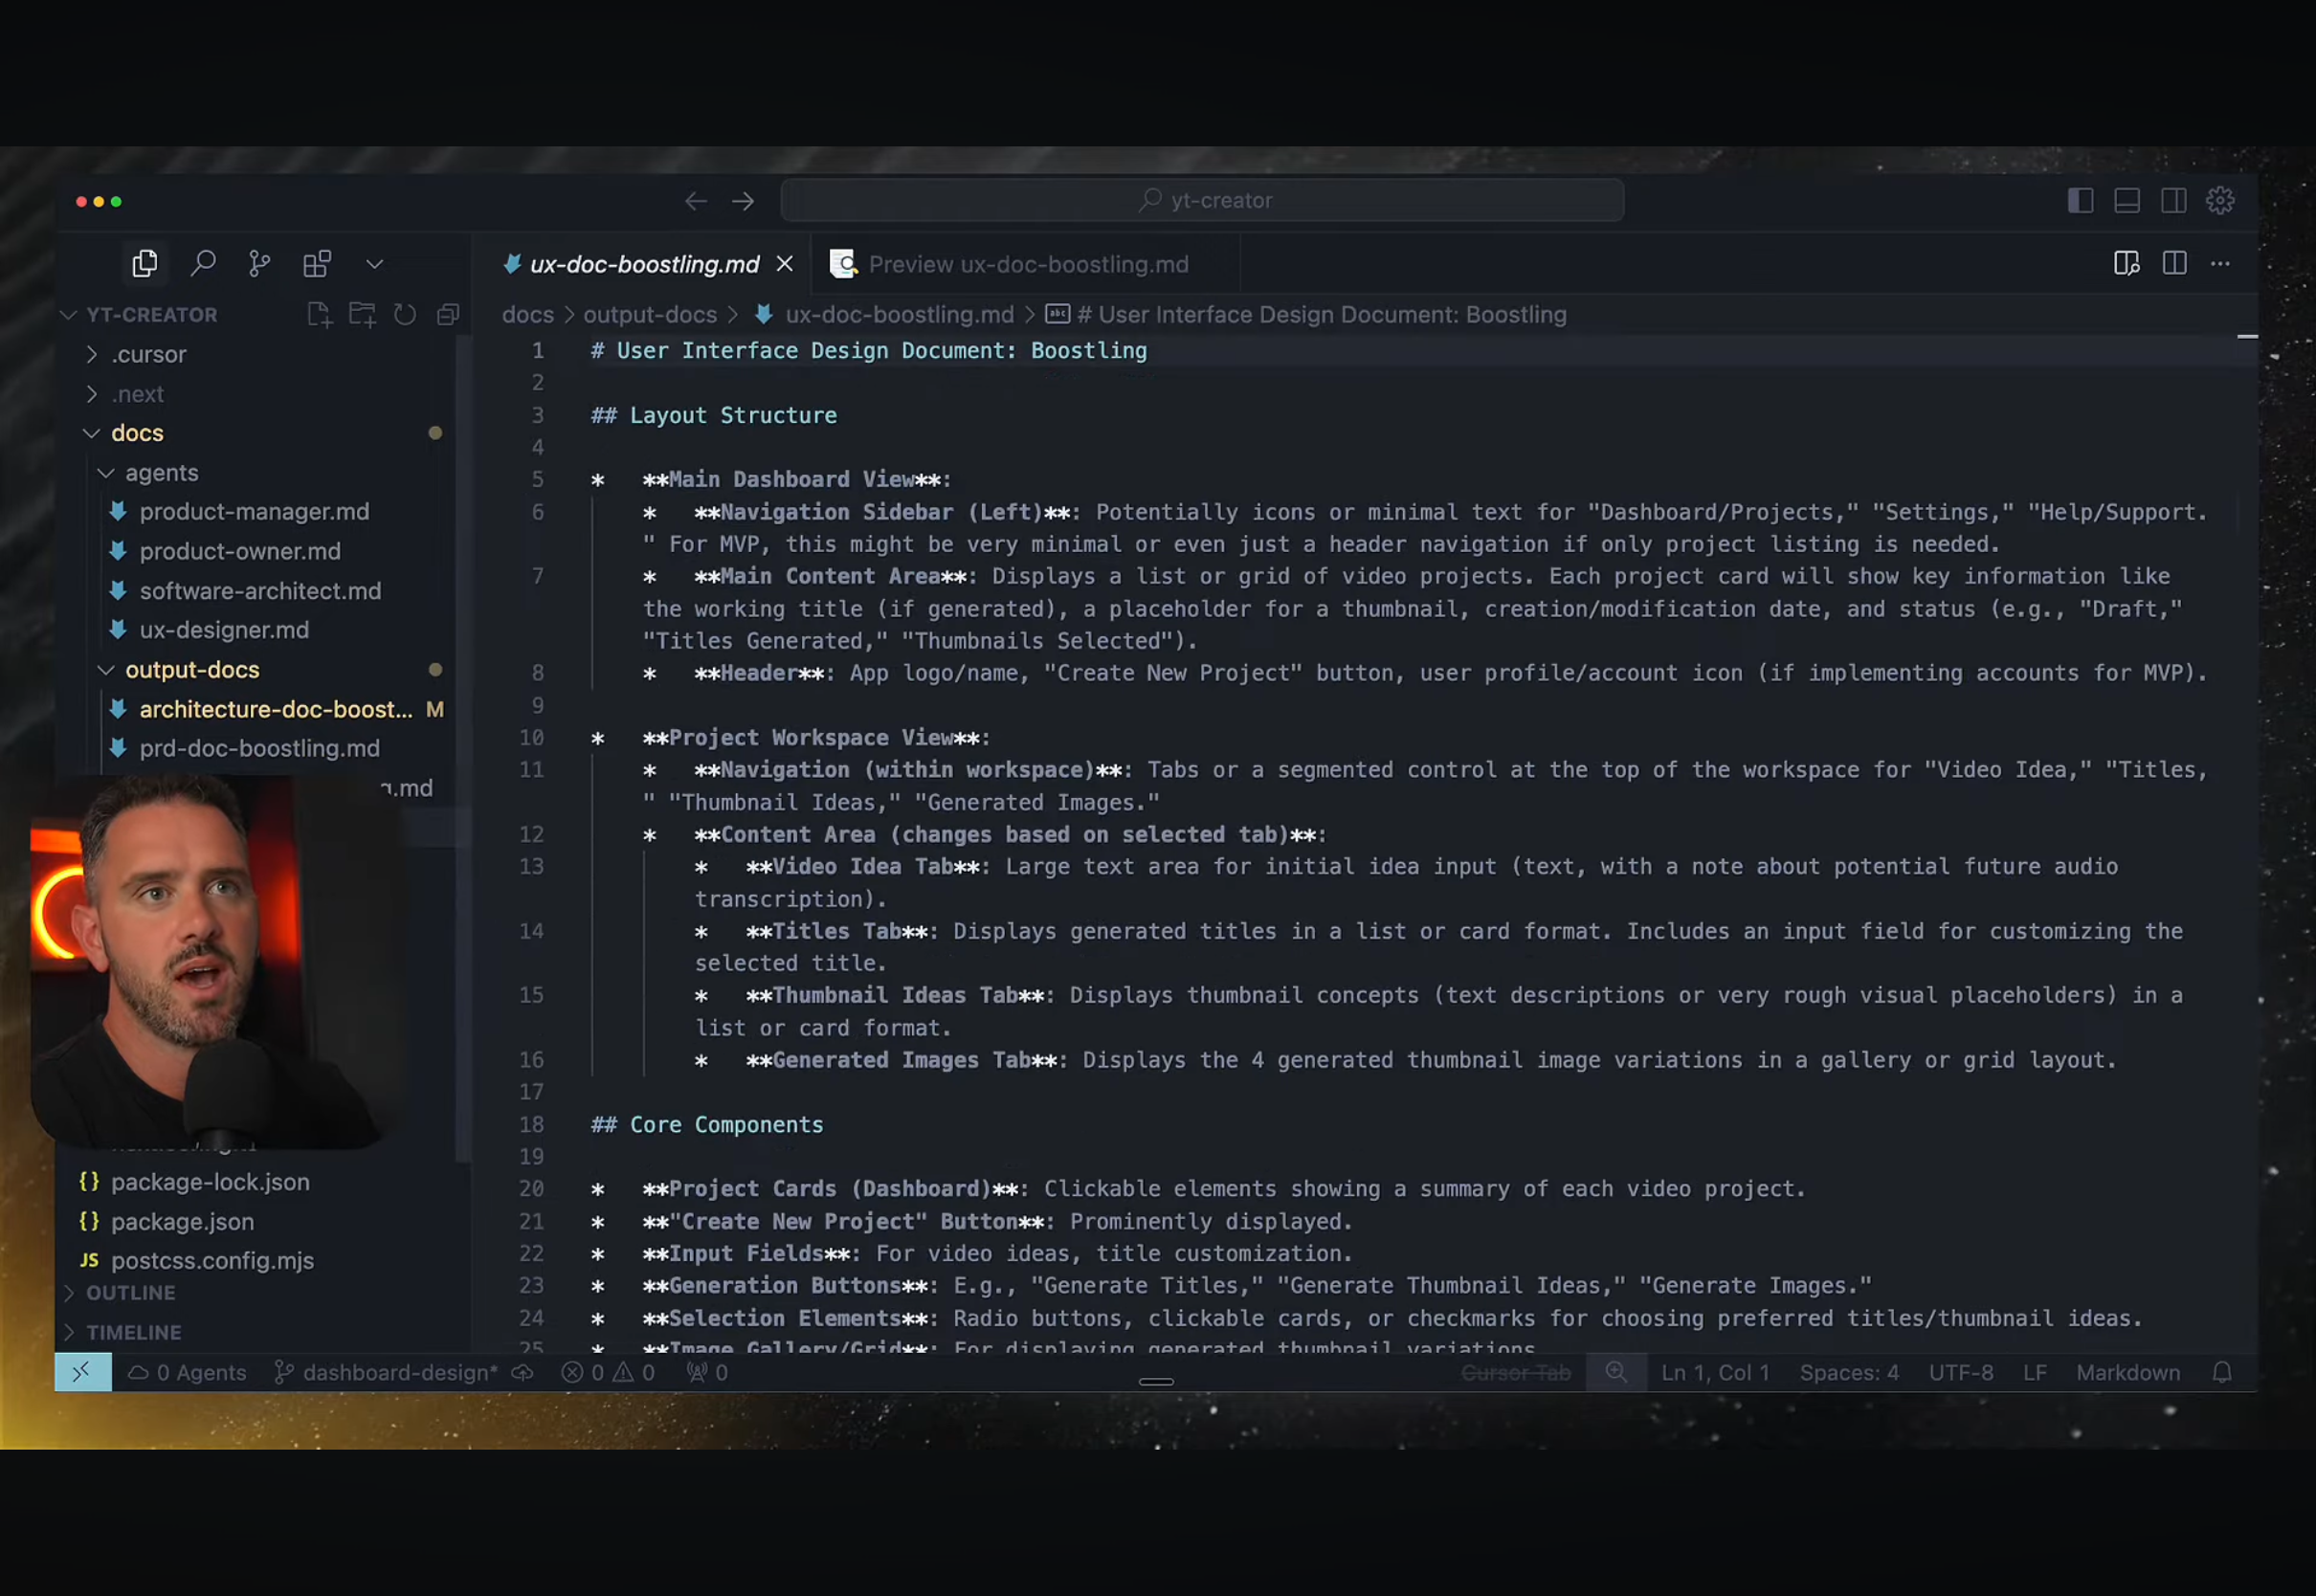 yt-creator
ux-doc-boostling.md
Preview ux-doc-boostling.md
YT-CREATOR
docs > output-docs > ux-doc-boostling.md > # User Interface Design Document: Boostling
.cursor
.next
docs
agents
product-manager.md
product-owner.md
software-architect.md
ux-designer.md
output-docs
architecture-doc-boost... M
prd-doc-boostling.md
.md
package-lock.json
package.json
JS postcss.config.mjs
OUTLINE
TIMELINE
1 # User Interface Design Document: Boostling
2
3 ## Layout Structure
4
5 *   **Main Dashboard View**:
6 *   **Navigation Sidebar (Left)**: Potentially icons or minimal text for "Dashboard/Projects," "Settings," "Help/Support.
" For MVP, this might be very minimal or even just a header navigation if only project listing is needed.
7 *   **Main Content Area**: Displays a list or grid of video projects. Each project card will show key information like
the working title (if generated), a placeholder for a thumbnail, creation/modification date, and status (e.g., "Draft,"
"Titles Generated," "Thumbnails Selected").
8 *   **Header**: App logo/name, "Create New Project" button, user profile/account icon (if implementing accounts for MVP).
9
10 *   **Project Workspace View**:
11 *   **Navigation (within workspace)**: Tabs or a segmented control at the top of the workspace for "Video Idea," "Titles,
" "Thumbnail Ideas," "Generated Images."
12 *   **Content Area (changes based on selected tab)**:
13 *   **Video Idea Tab**: Large text area for initial idea input (text, with a note about potential future audio
transcription).
14 *   **Titles Tab**: Displays generated titles in a list or card format. Includes an input field for customizing the
selected title.
15 *   **Thumbnail Ideas Tab**: Displays thumbnail concepts (text descriptions or very rough visual placeholders) in a
list or card format.
16 *   **Generated Images Tab**: Displays the 4 generated thumbnail image variations in a gallery or grid layout.
17
18 ## Core Components
19
20 *   **Project Cards (Dashboard)**: Clickable elements showing a summary of each video project.
21 *   **"Create New Project" Button**: Prominently displayed.
22 *   **Input Fields**: For video ideas, title customization.
23 *   **Generation Buttons**: E.g., "Generate Titles," "Generate Thumbnail Ideas," "Generate Images."
24 *   **Selection Elements**: Radio buttons, clickable cards, or checkmarks for choosing preferred titles/thumbnail ideas.
25 *   **Image Gallery/Grid**: For displaying generated thumbnail variations
0 Agents dashboard-design* 0 0 0 Cursor Tab Ln 1, Col 1 Spaces: 4 UTF-8 LF Markdown